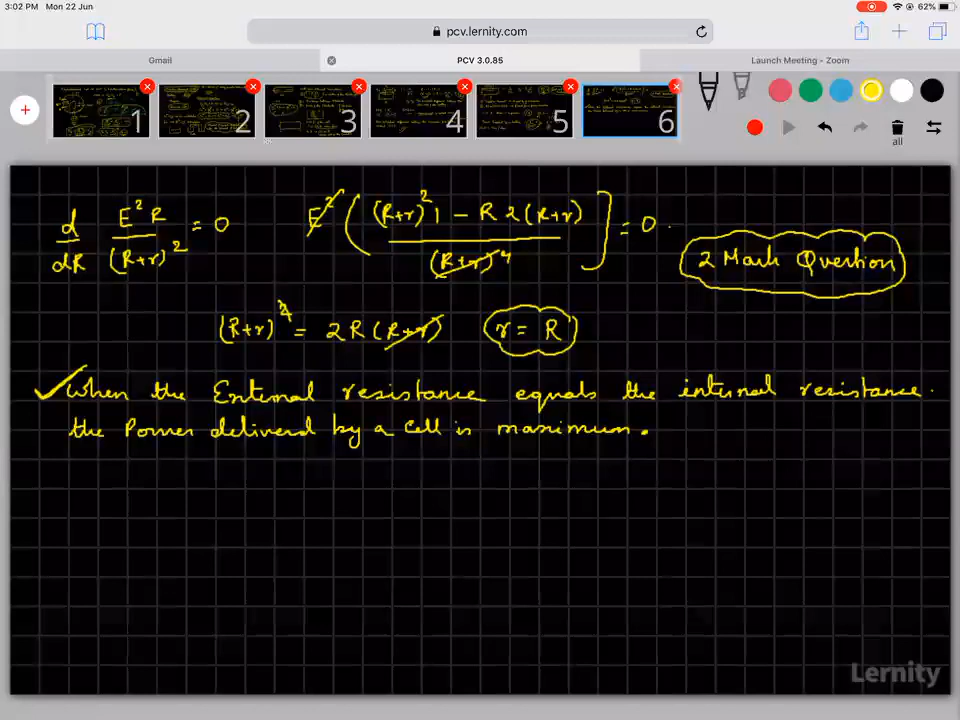 3:02 PM Mon 22 Jun
62%
pcv.lernity.com
Gmail
PCV 3.0.85
Launch Meeting - Zoom
1 2 3 4 5 6
all
d/dR E²R/(R+r)² = 0 E² ( (R+r)² 1 - R 2(R+r) / (R+r)⁴ ] = 0.
2 Mark Question
(R+r)² = 2R (R+r) r = R
✓ When the External resistance equals the internal resistance.
the Power delivered by a cell is maximum.
Lernity